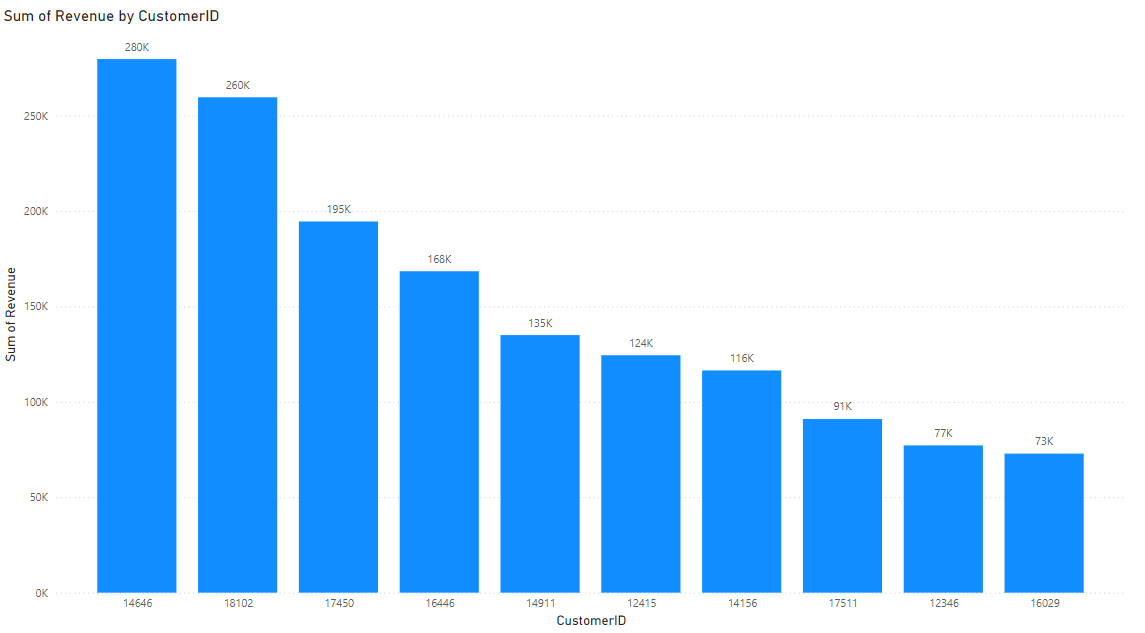 Sum of Revenue by CustomerID
280K
260K
250K
200K
195K
168K
150K
135K
124K
116K
100K
91K
77K
73K
50K
0K
Sum of Revenue
14646 18102 17450 16446 14911 12415 14156 17511 12346 16029
CustomerID